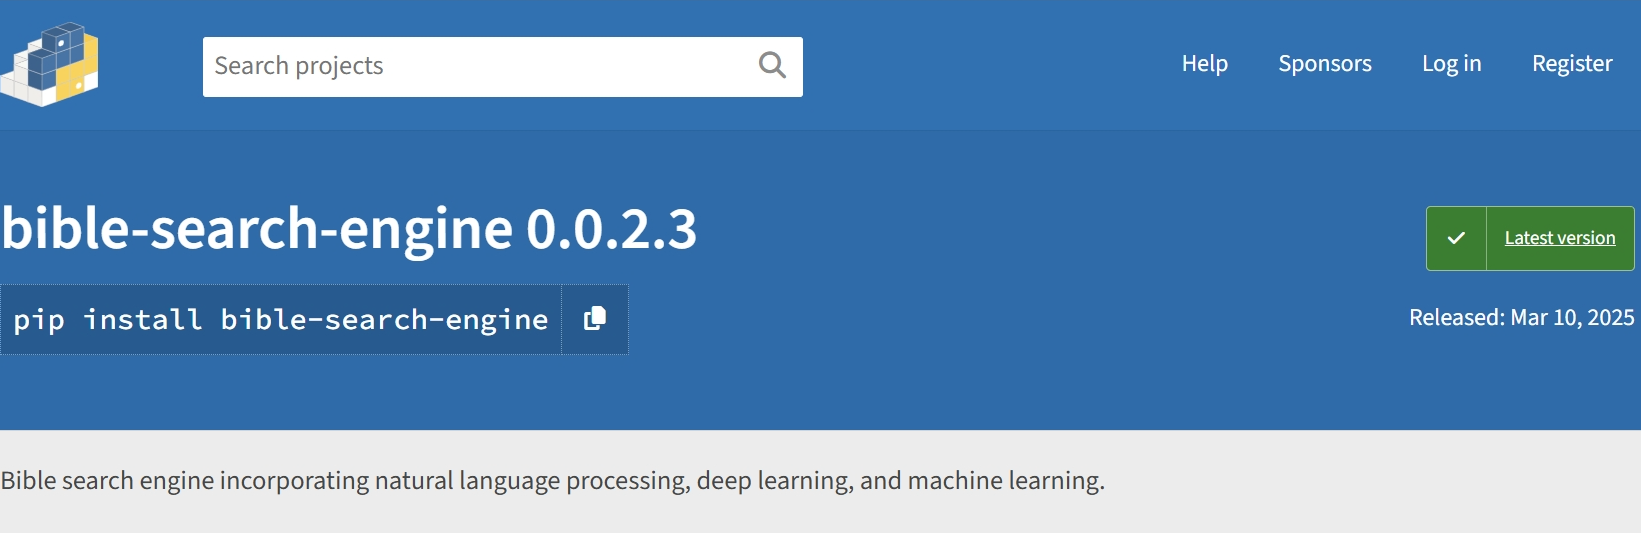 Search projects
Help Sponsors Log in Register
bible-search-engine 0.0.2.3
Latest version
pip install bible-search-engine
Released: Mar 10, 2025
Bible search engine incorporating natural language processing, deep learning, and machine learning.